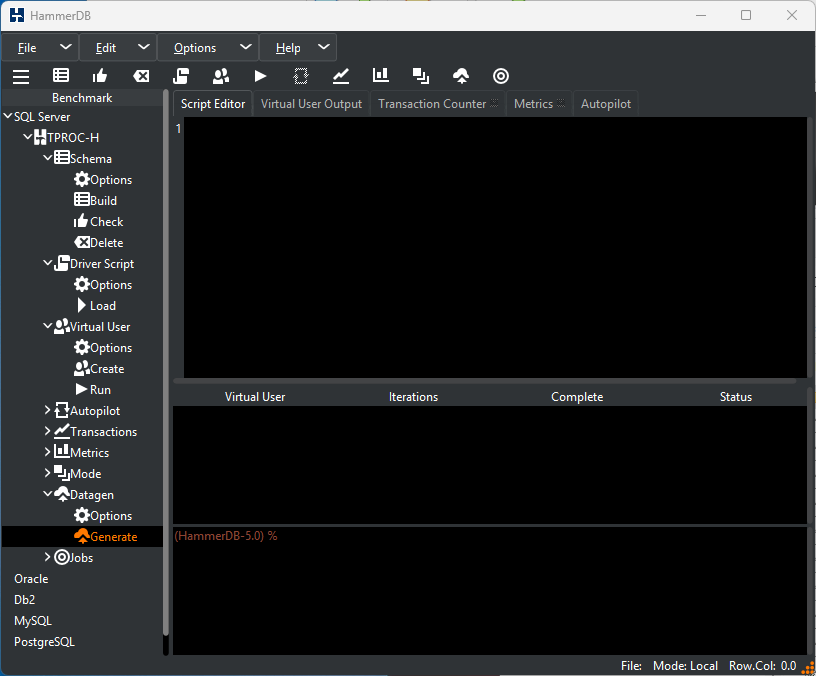 HammerDB
File Edit Options Help
Benchmark
Script Editor Virtual User Output Transaction Counter Metrics Autopilot
SQL Server
TPROC-H
Schema
Options
Build
Check
Delete
Driver Script
Options
Load
Virtual User
Options
Create
Run
Autopilot
Transactions
Metrics
Mode
Datagen
Options
Generate
Jobs
Oracle
Db2
MySQL
PostgreSQL
1
Virtual User Iterations Complete Status
(HammerDB-5.0) %
File: Mode: Local Row.Col: 0.0